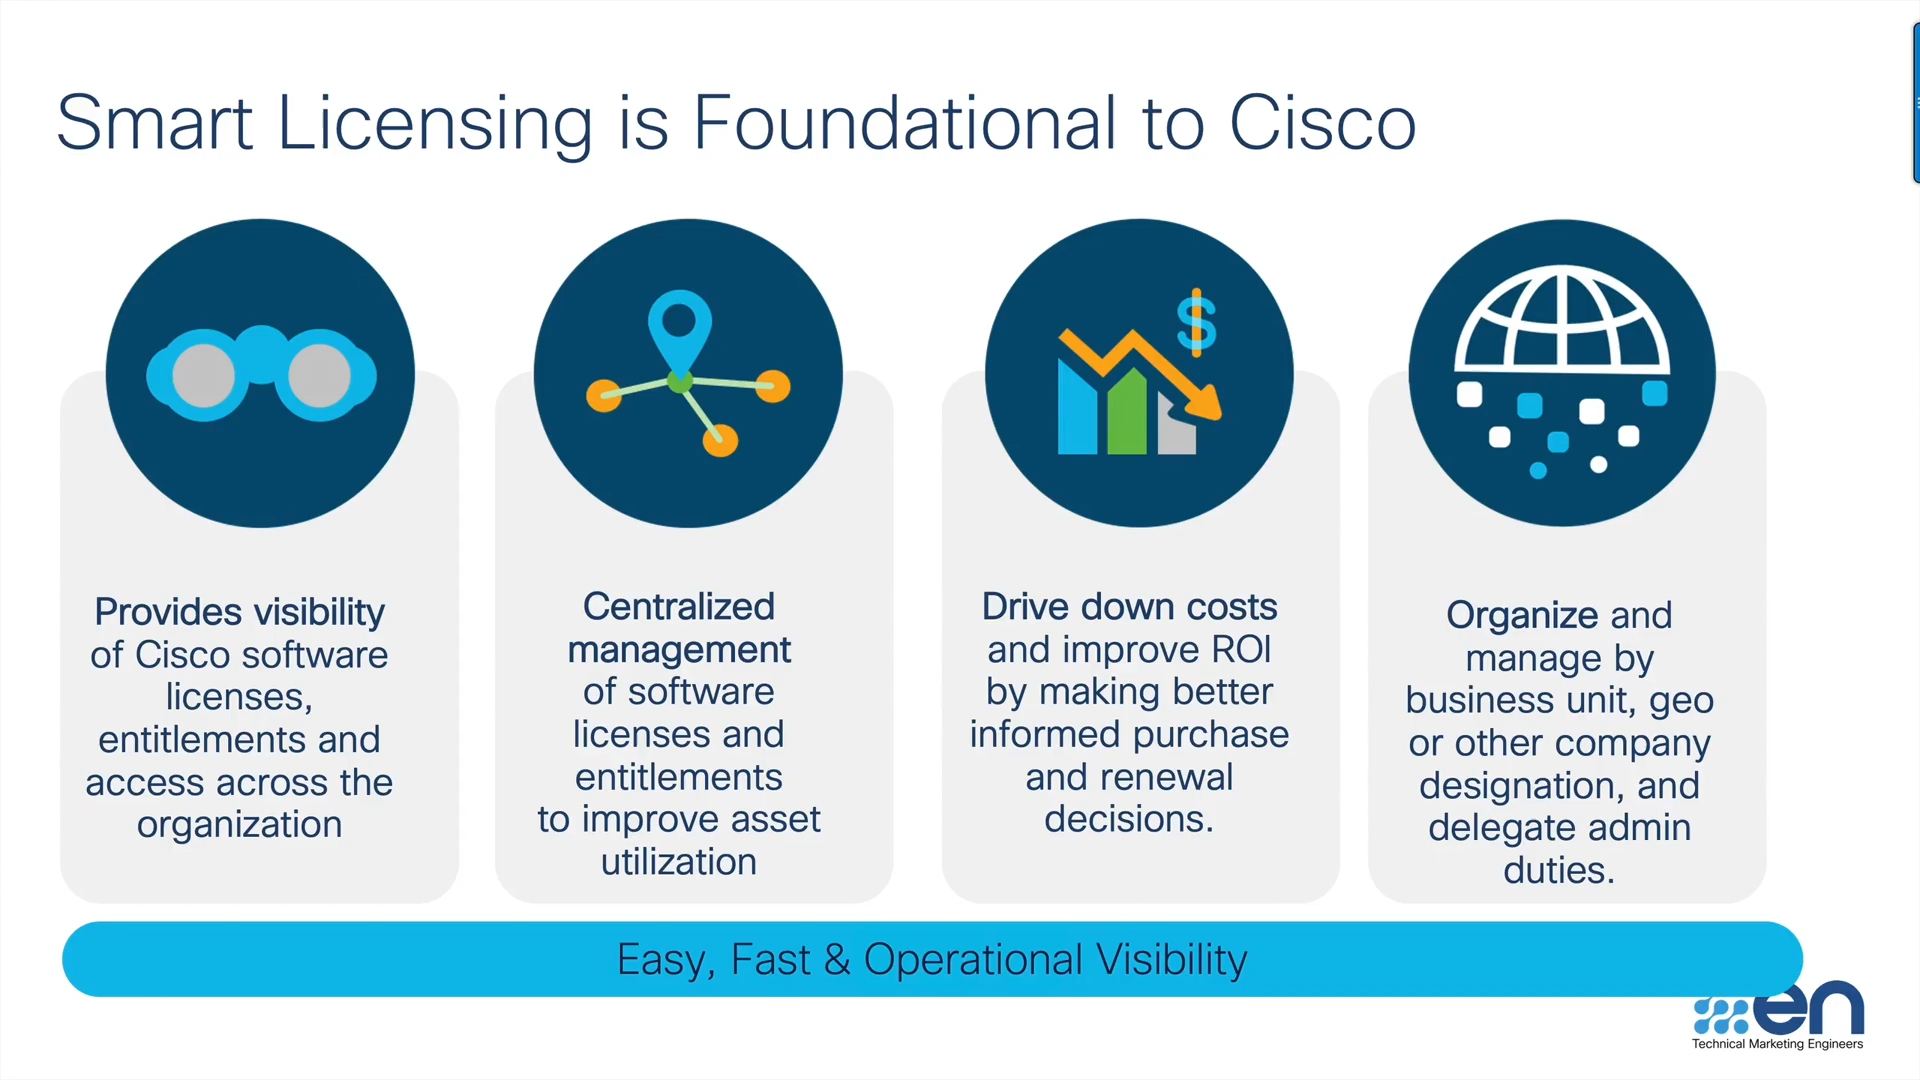 Smart Licensing is Foundational to Cisco
$
Provides visibility
of Cisco software
licenses,
entitlements and
access across the
organization
Centralized
management
of software
licenses and
entitlements
to improve asset
utilization
Drive down costs
and improve ROI
by making better
informed purchase
and renewal
decisions.
Organize and
manage by
business unit, geo
or other company
designation, and
delegate admin
duties.
Easy, Fast & Operational Visibility
en
Technical Marketing Engineers